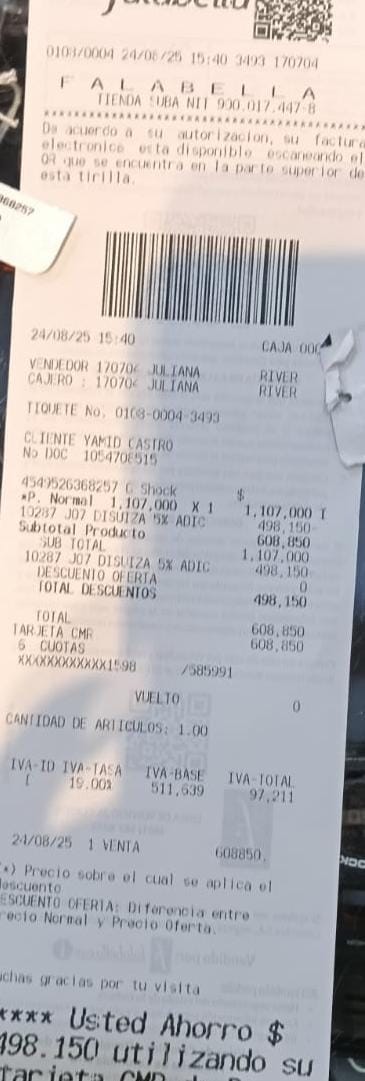 falabella
0103/0004 24/08/25 15:40 3493 170704
F A L A B E L L A
TIENDA SUBA NIT 900.017.447-8
****************************************
De acuerdo a su autorizacion, su factura
electronica esta disponible escaneando el
QR que se encuentra en la parte superior de
esta tirilla.
368257
24/08/25 15:40 CAJA 000
VENDEDOR 170704 JULIANA RIVER
CAJERO : 170704 JULIANA RIVER
TIQUETE No. 0103-0004-3493
CLIENTE YAMID CASTRO
No DOC 1054708515
4549526368257 G Shock $
*P. Normal 1,107,000 X 1 1,107,000 I
10287 J07 DISUIZA 5% ADIC 498,150-
Subtotal Producto 608,850
SUB TOTAL 1,107,000
10287 J07 DISUIZA 5% ADIC 498,150-
DESCUENTO OFERTA 0
TOTAL DESCUENTOS 498,150
TOTAL 608,850
TARJETA CMR 608,850
6 CUOTAS
XXXXXXXXXXXX1598 /585991
VUELTO 0
CANTIDAD DE ARTICULOS: 1.00
IVA-ID IVA-TASA IVA-BASE IVA-TOTAL
I 19.00% 511,639 97,211
24/08/25 1 VENTA 608850.
*) Precio sobre el cual se aplica el
descuento
ESCUENTO OFERTA: Diferencia entre
recio Normal y Precio Oferta.
uchas gracias por tu visita
**** Usted Ahorro $
498.150 utilizando su
tarjeta CMR